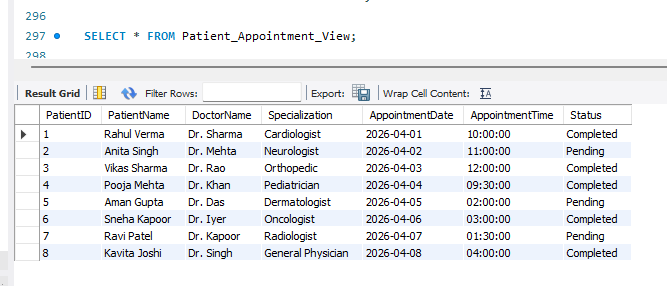 296
297 SELECT * FROM Patient_Appointment_View;
298
Result Grid Filter Rows: Export: Wrap Cell Content:
PatientID PatientName DoctorName Specialization AppointmentDate AppointmentTime Status
1 Rahul Verma Dr. Sharma Cardiologist 2026-04-01 10:00:00 Completed
2 Anita Singh Dr. Mehta Neurologist 2026-04-02 11:00:00 Pending
3 Vikas Sharma Dr. Rao Orthopedic 2026-04-03 12:00:00 Completed
4 Pooja Mehta Dr. Khan Pediatrician 2026-04-04 09:30:00 Completed
5 Aman Gupta Dr. Das Dermatologist 2026-04-05 02:00:00 Pending
6 Sneha Kapoor Dr. Iyer Oncologist 2026-04-06 03:00:00 Completed
7 Ravi Patel Dr. Kapoor Radiologist 2026-04-07 01:30:00 Pending
8 Kavita Joshi Dr. Singh General Physician 2026-04-08 04:00:00 Completed